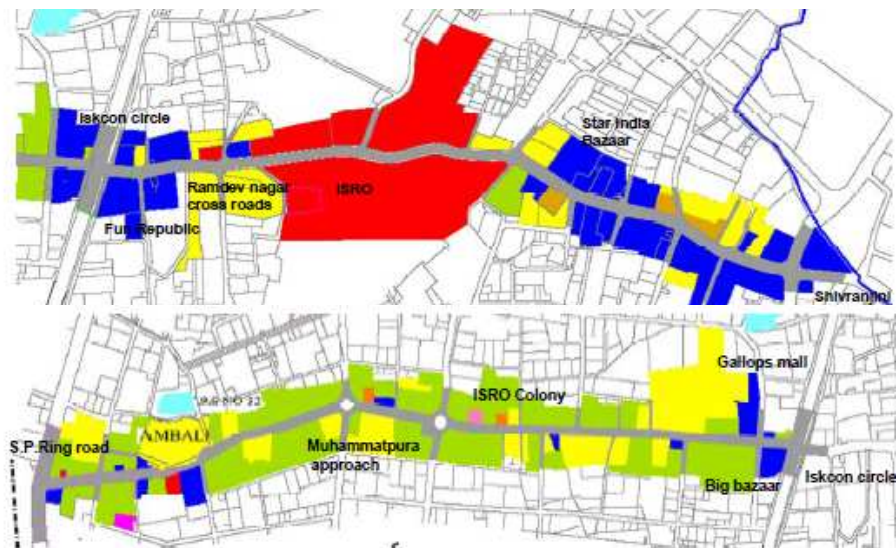 Iskcon circle
Star India
Bazaar
Ramdev nagar
cross roads
ISRO
Fun Republic
Shivranjini
Gallops mall
ISRO Colony
AMBALI
S.P.Ring road
Muhammatpura
approach
Big bazaar
Iskcon circle